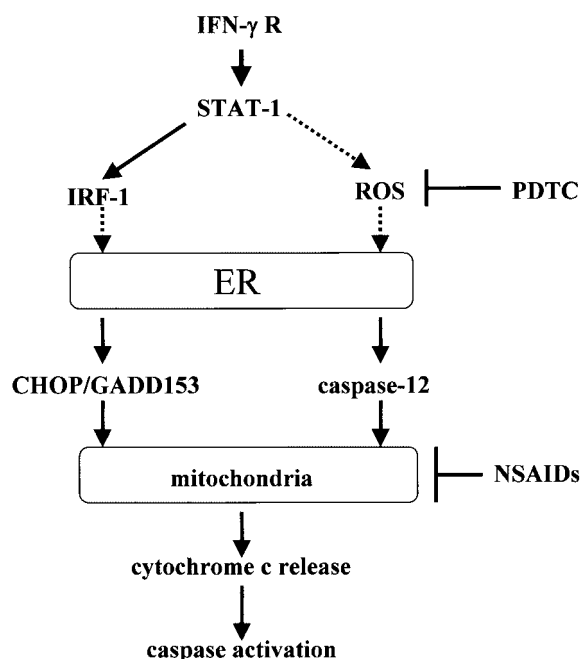 IFN-γ R
STAT-1
IRF-1
ROS
PDTC
ER
CHOP/GADD153
caspase-12
mitochondria
NSAIDs
cytochrome c release
caspase activation